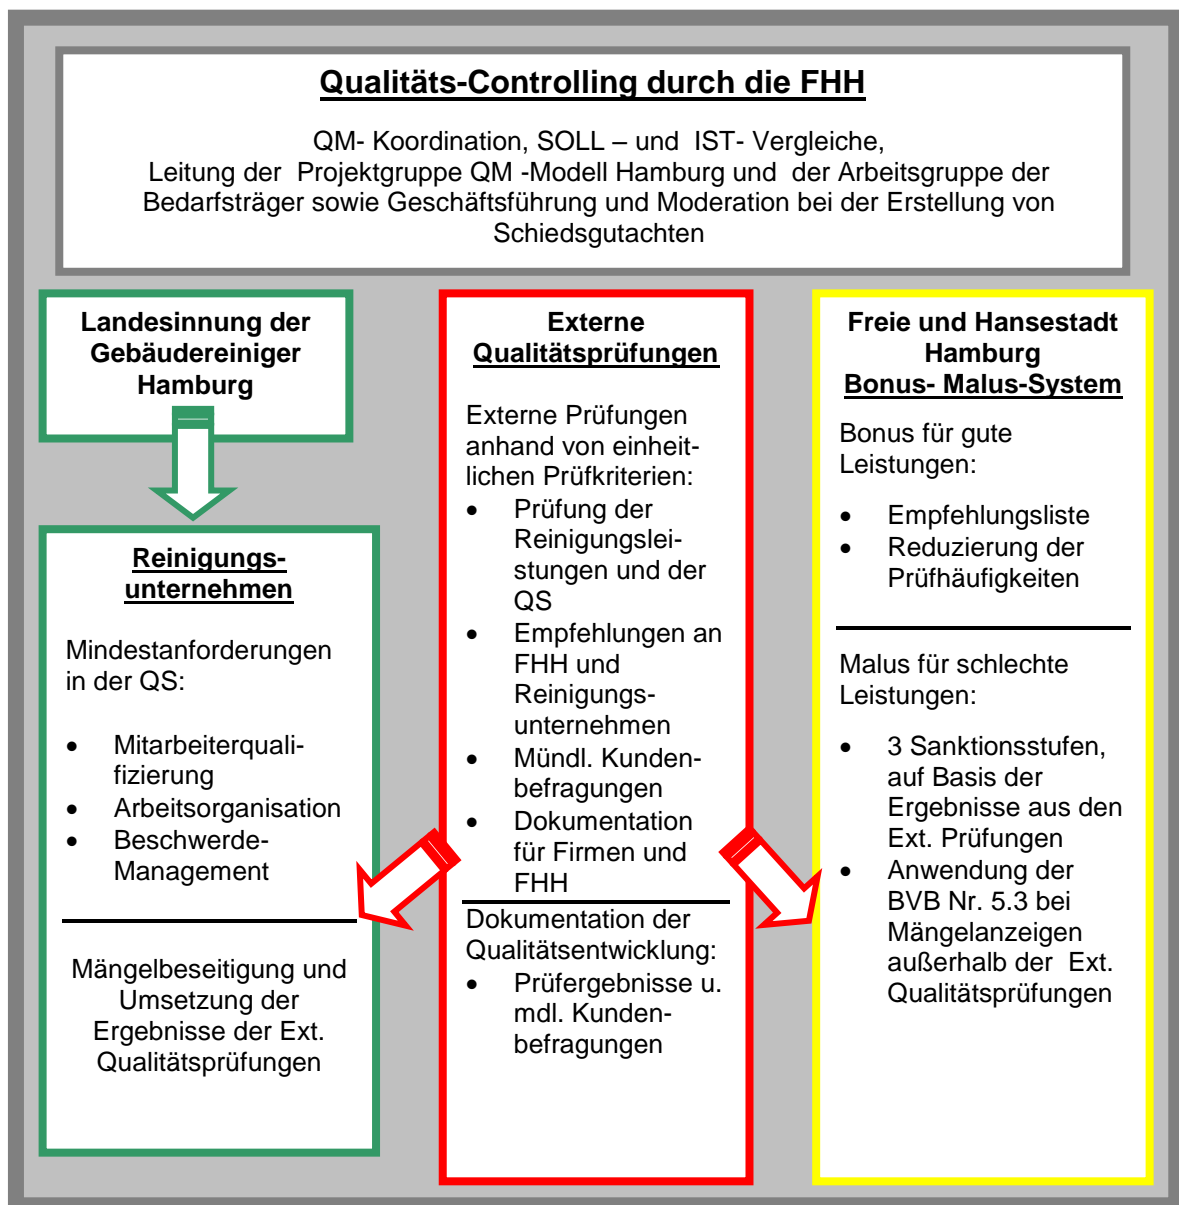 Qualitäts-Controlling durch die FHH
QM- Koordination, SOLL – und IST- Vergleiche,
Leitung der Projektgruppe QM -Modell Hamburg und der Arbeitsgruppe der
Bedarfsträger sowie Geschäftsführung und Moderation bei der Erstellung von
Schiedsgutachten
Landesinnung der
Gebäudereiniger
Hamburg
Reinigungs-
unternehmen
Mindestanforderungen
in der QS:
• Mitarbeiterquali-
fizierung
• Arbeitsorganisation
• Beschwerde-
Management
Mängelbeseitigung und
Umsetzung der
Ergebnisse der Ext.
Qualitätsprüfungen
Externe
Qualitätsprüfungen
Externe Prüfungen
anhand von einheit-
lichen Prüfkriterien:
• Prüfung der
Reinigungslei-
stungen und der
QS
• Empfehlungen an
FHH und
Reinigungs-
unternehmen
• Mündl. Kunden-
befragungen
• Dokumentation
für Firmen und
FHH
Dokumentation der
Qualitätsentwicklung:
• Prüfergebnisse u.
mdl. Kunden-
befragungen
Freie und Hansestadt
Hamburg
Bonus- Malus-System
Bonus für gute
Leistungen:
• Empfehlungsliste
• Reduzierung der
Prüfhäufigkeiten
Malus für schlechte
Leistungen:
• 3 Sanktionsstufen,
auf Basis der
Ergebnisse aus den
Ext. Prüfungen
• Anwendung der
BVB Nr. 5.3 bei
Mängelanzeigen
außerhalb der Ext.
Qualitätsprüfungen